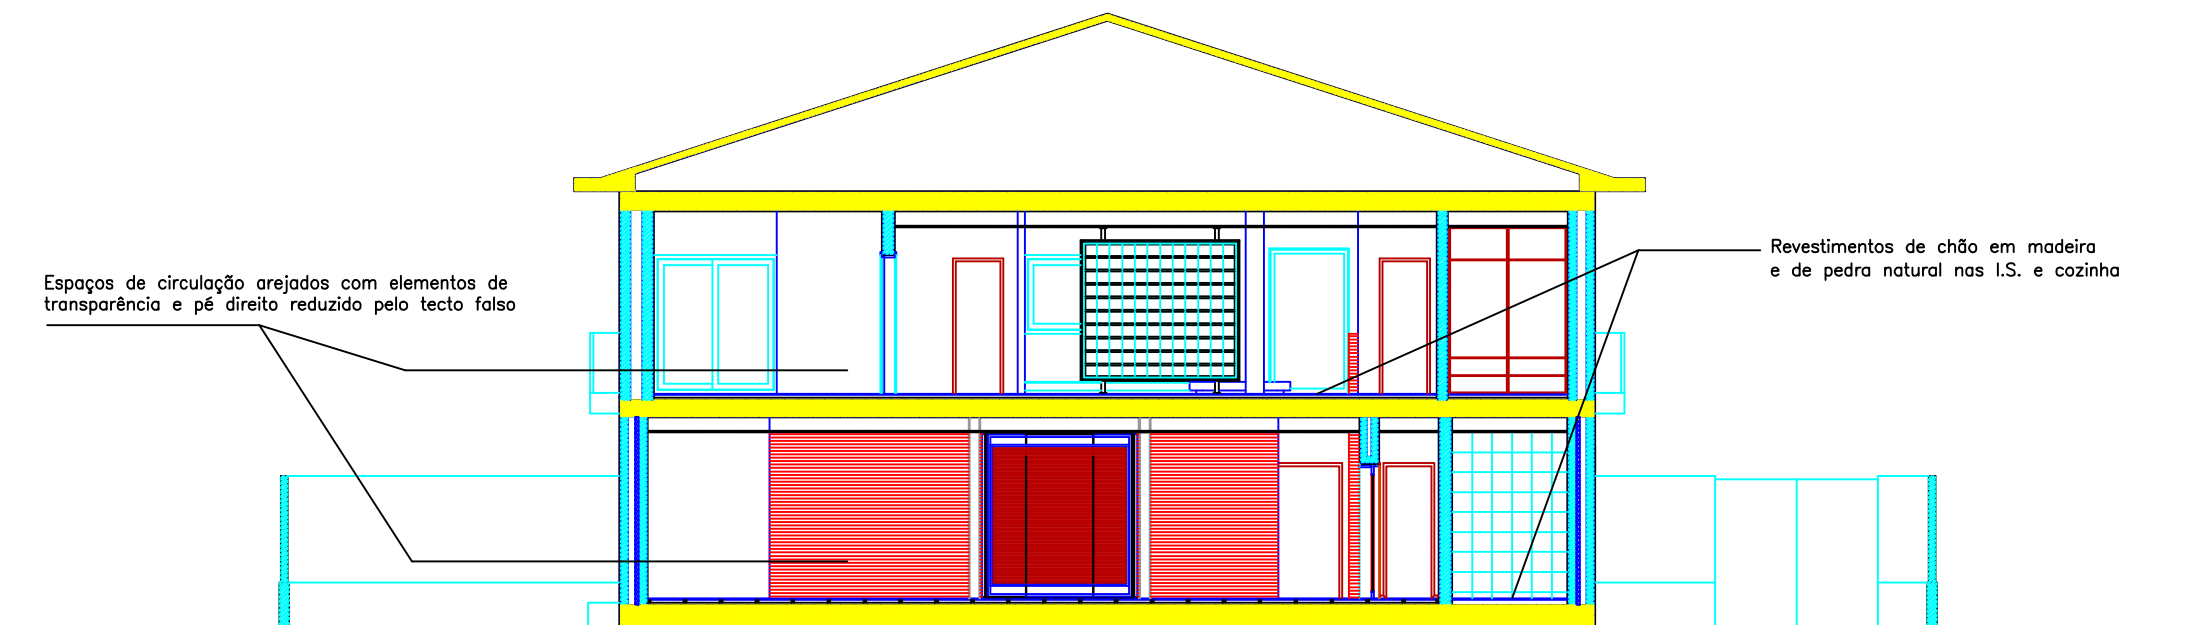 Espaços de circulação arejados com elementos de
transparência e pé direito reduzido pelo tecto falso
Revestimentos de chão em madeira
e de pedra natural nas I.S. e cozinha